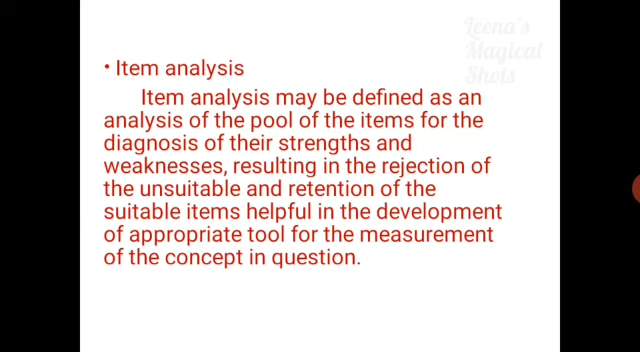 Leena's
Magical
Shots
• Item analysis
Item analysis may be defined as an
analysis of the pool of the items for the
diagnosis of their strengths and
weaknesses, resulting in the rejection of
the unsuitable and retention of the
suitable items helpful in the development
of appropriate tool for the measurement
of the concept in question.